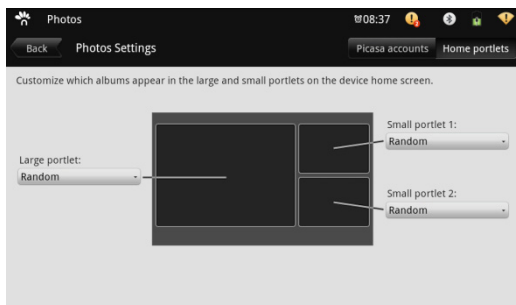 Photos
08:37
2
Back
Photos Settings
Picasa accounts
Home portlets
Customize which albums appear in the large and small portlets on the device home screen.
Small portlet 1:
Random
Large portlet:
Random
Small portlet 2:
Random